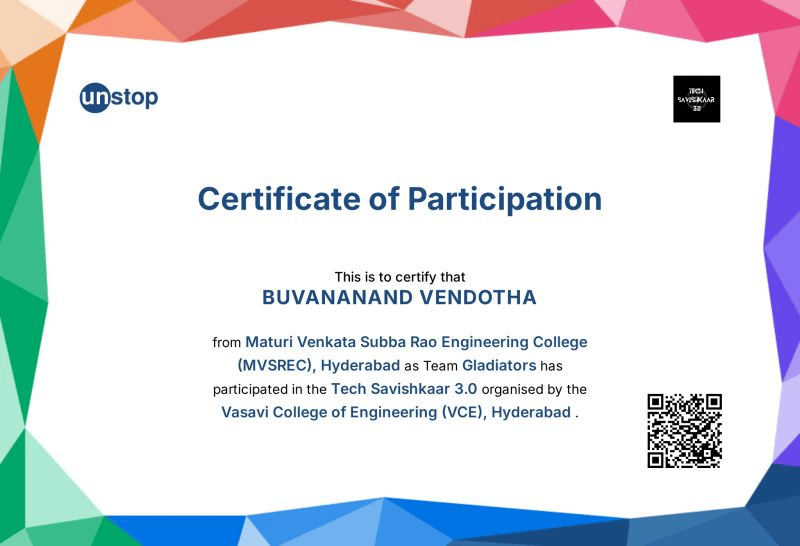 unstop
TECH
SAVISHKAAR
3.0
Certificate of Participation
This is to certify that
BUVANANAND VENDOTHA
from Maturi Venkata Subba Rao Engineering College
(MVSREC), Hyderabad as Team Gladiators has
participated in the Tech Savishkaar 3.0 organised by the
Vasavi College of Engineering (VCE), Hyderabad .